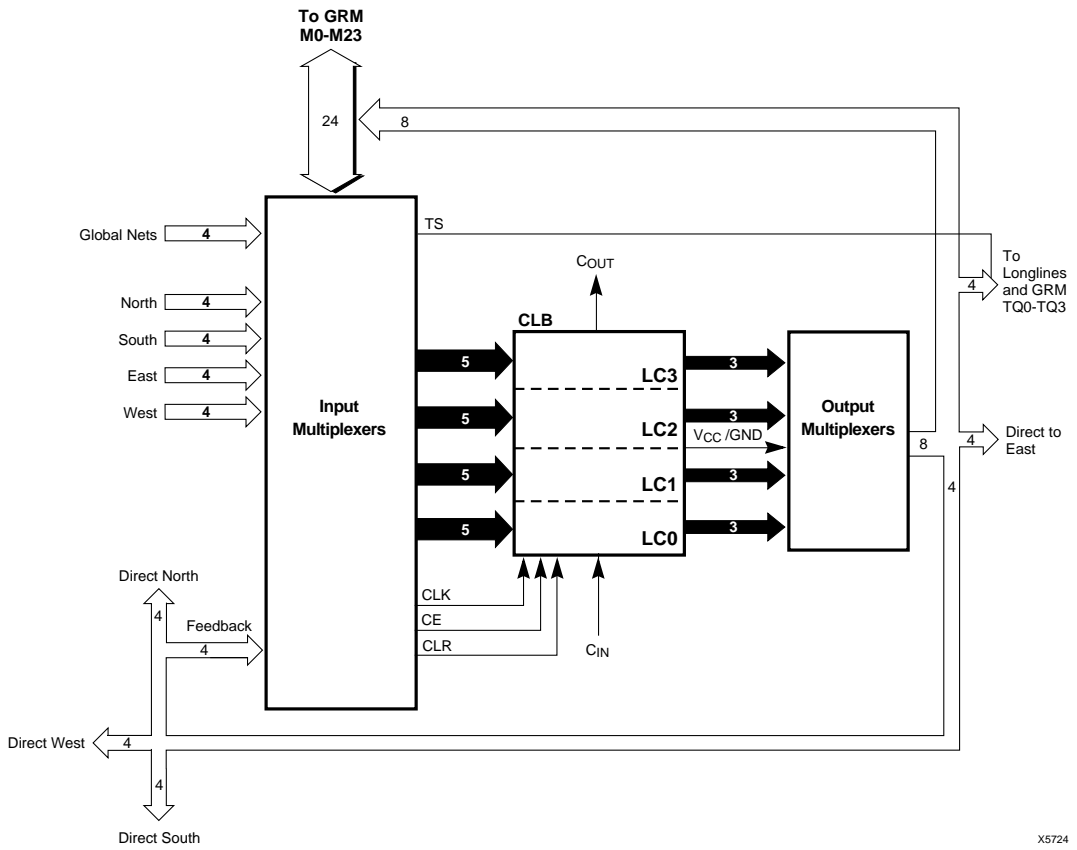 To GRM
M0-M23
24
8
Global Nets
4
TS
North
4
South
4
East
4
West
4
Input
Multiplexers
5
5
5
5
COUT
CLB
LC3
LC2
LC1
LC0
3
3
VCC /GND
3
3
Output
Multiplexers
8
4
To
Longlines
and GRM
TQ0-TQ3
4
Direct to
East
4
CLK
CE
CLR
CIN
Direct North
4
Feedback
4
Direct West
4
4
Direct South
X5724